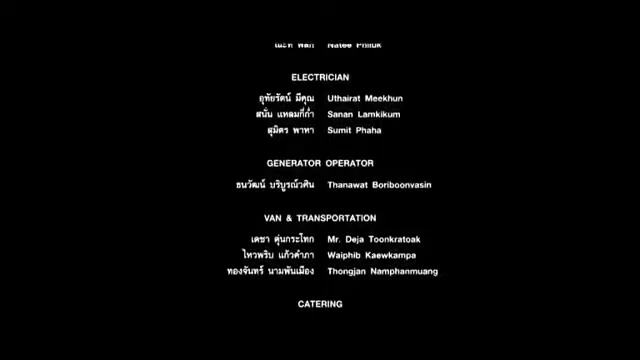 ELECTRICIAN
อุทัยรัตน์ มีคุณ Uthairat Meekhun
สนั่น แหลมกี่ก่ำ Sanan Lamkikum
สุมิตร พาหา Sumit Phaha
GENERATOR OPERATOR
ธนวัฒน์ บริบูรณ์วศิน Thanawat Boriboonvasin
VAN & TRANSPORTATION
เดชา ตุ่นกระโทก Mr. Deja Toonkratoak
ไหวพริบ แก้วคำภา Waiphib Kaewkampa
ทองจันทร์ นามพันเมือง Thongjan Namphanmuang
CATERING